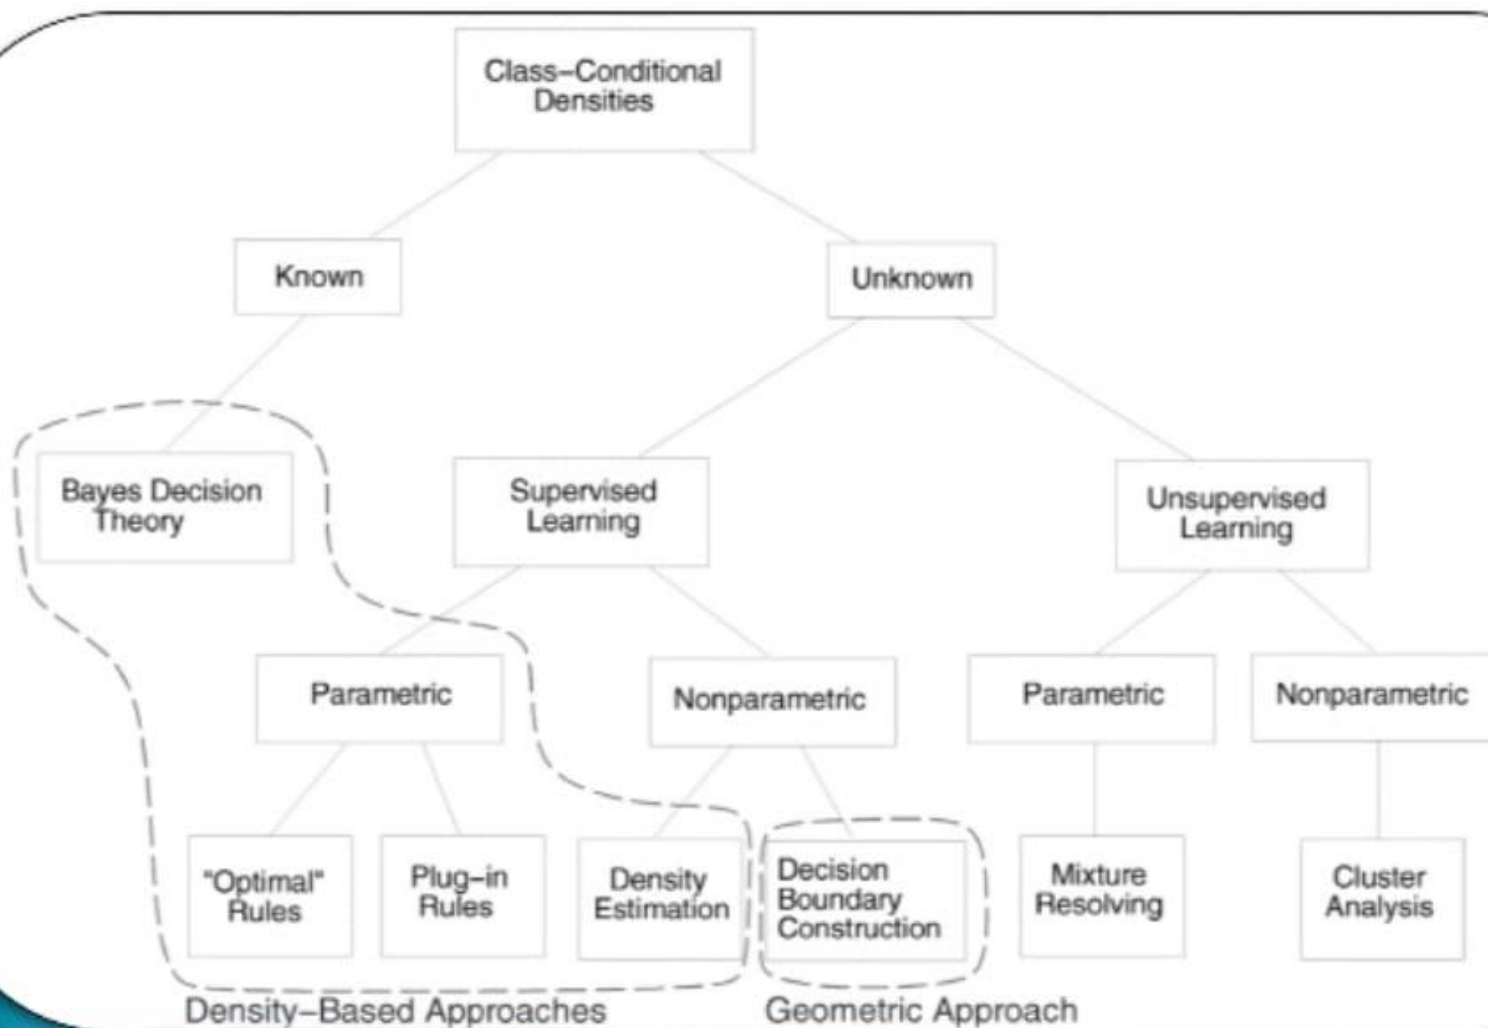 Class–Conditional
Densities
Known
Unknown
Bayes Decision
Theory
Supervised
Learning
Unsupervised
Learning
Parametric
Nonparametric
Parametric
Nonparametric
"Optimal"
Rules
Plug–in
Rules
Density
Estimation
Decision
Boundary
Construction
Mixture
Resolving
Cluster
Analysis
Density–Based Approaches
Geometric Approach